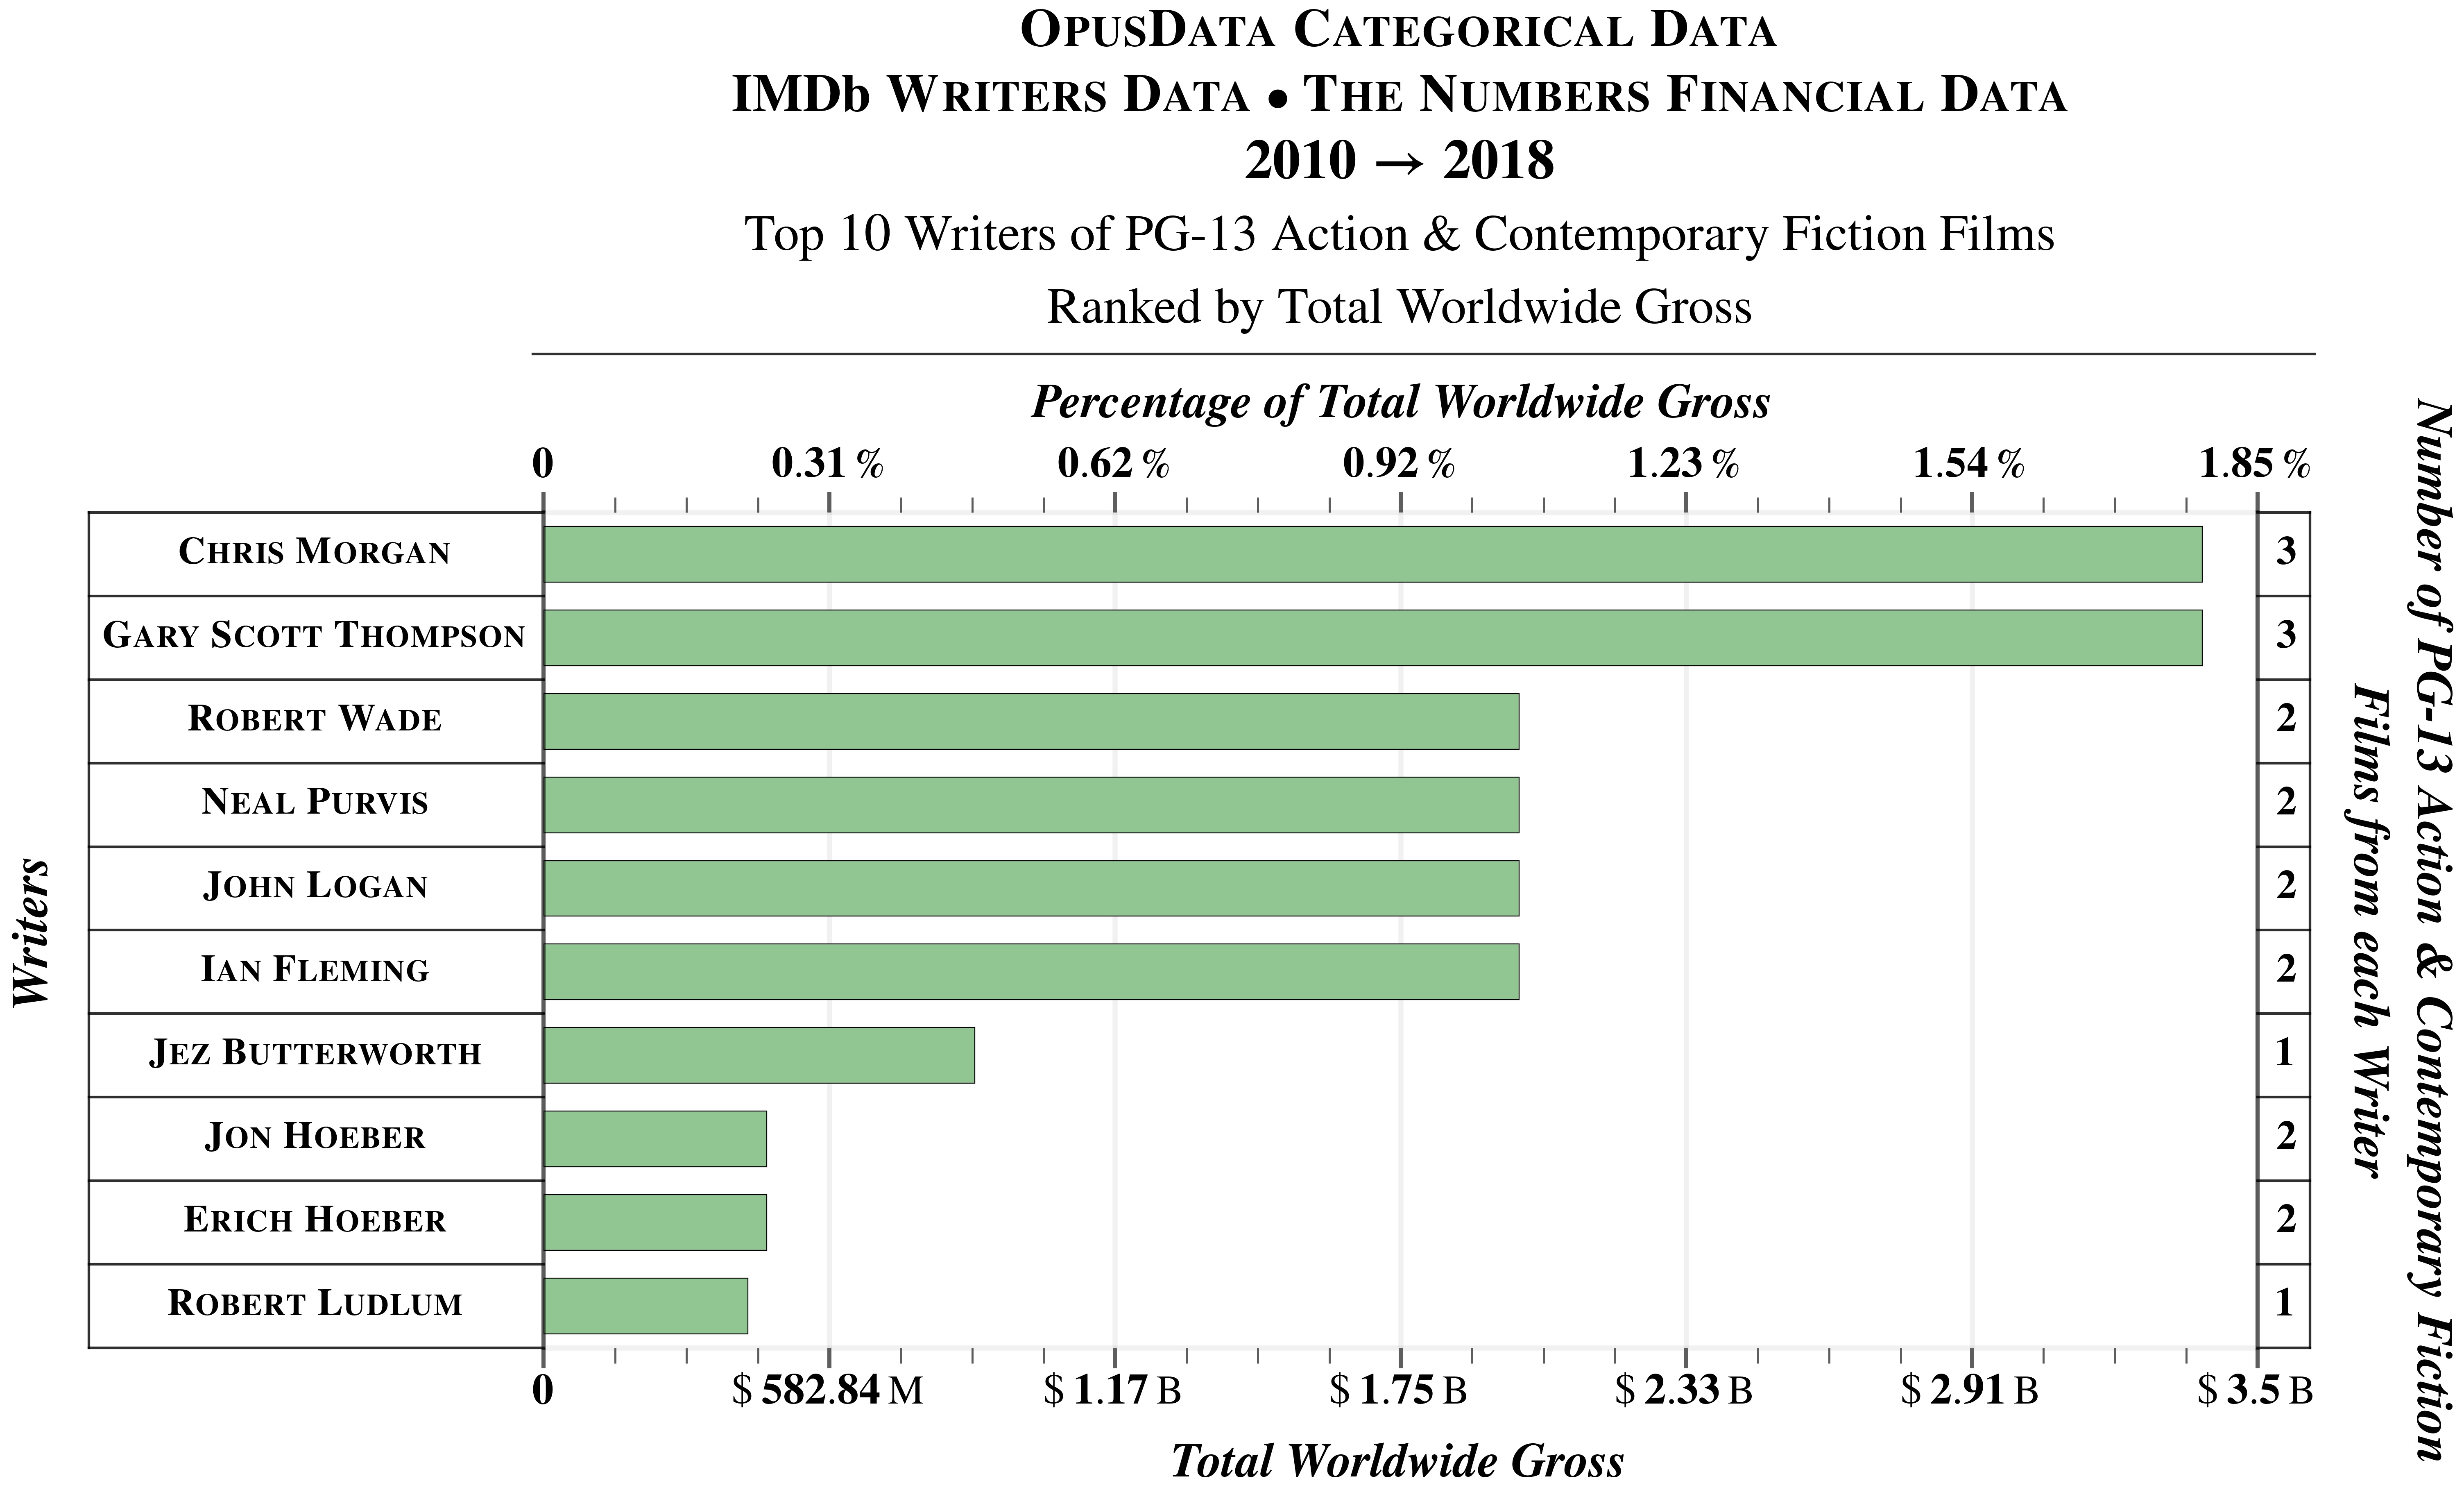 OpusData Categorical Data
IMDb Writers Data • The Numbers Financial Data
2010 → 2018
Top 10 Writers of PG-13 Action & Contemporary Fiction Films
Ranked by Total Worldwide Gross
Percentage of Total Worldwide Gross
0 0.31 % 0.62 % 0.92 % 1.23 % 1.54 % 1.85 %
Writers
Chris Morgan 3
Gary Scott Thompson 3
Robert Wade 2
Neal Purvis 2
John Logan 2
Ian Fleming 2
Jez Butterworth 1
Jon Hoeber 2
Erich Hoeber 2
Robert Ludlum 1
0 $ 582.84 M $ 1.17 B $ 1.75 B $ 2.33 B $ 2.91 B $ 3.5 B
Total Worldwide Gross
Number of PG-13 Action & Contemporary Fiction
Films from each Writer